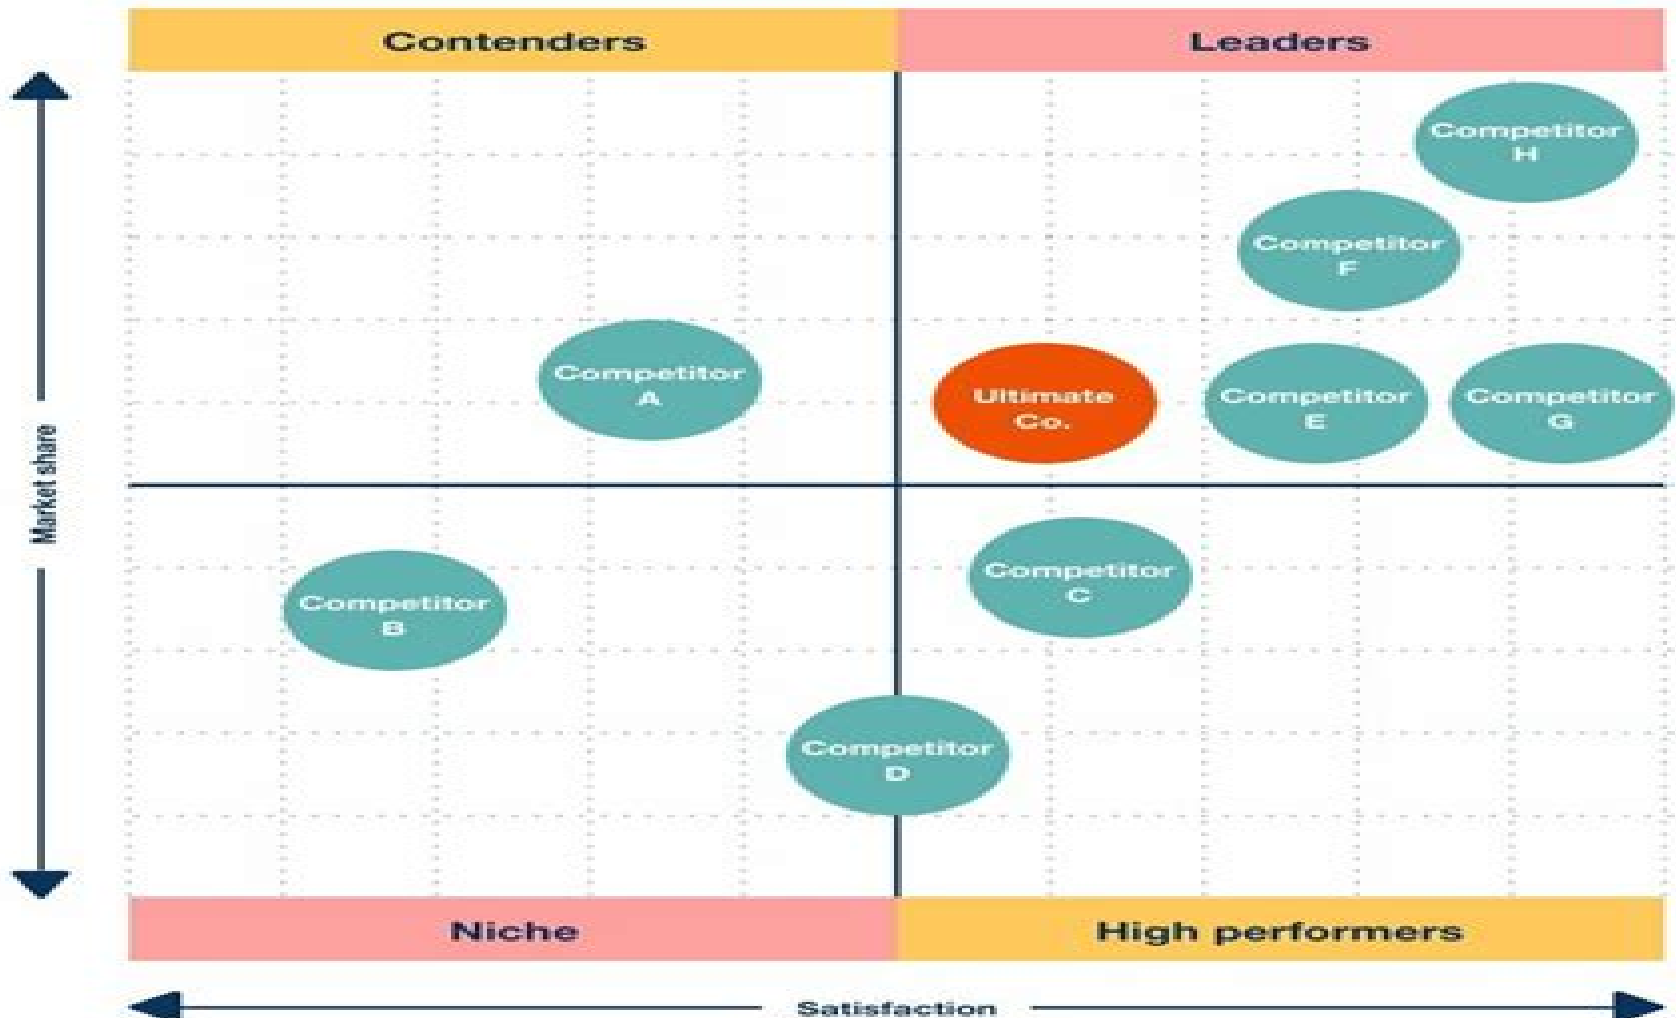 Contenders
Leaders
Competitor
H
Competitor
F
Competitor
A
Ultimate
Co.
Competitor
E
Competitor
G
Market share
Competitor
B
Competitor
C
Competitor
D
Niche
High performers
Satisfaction